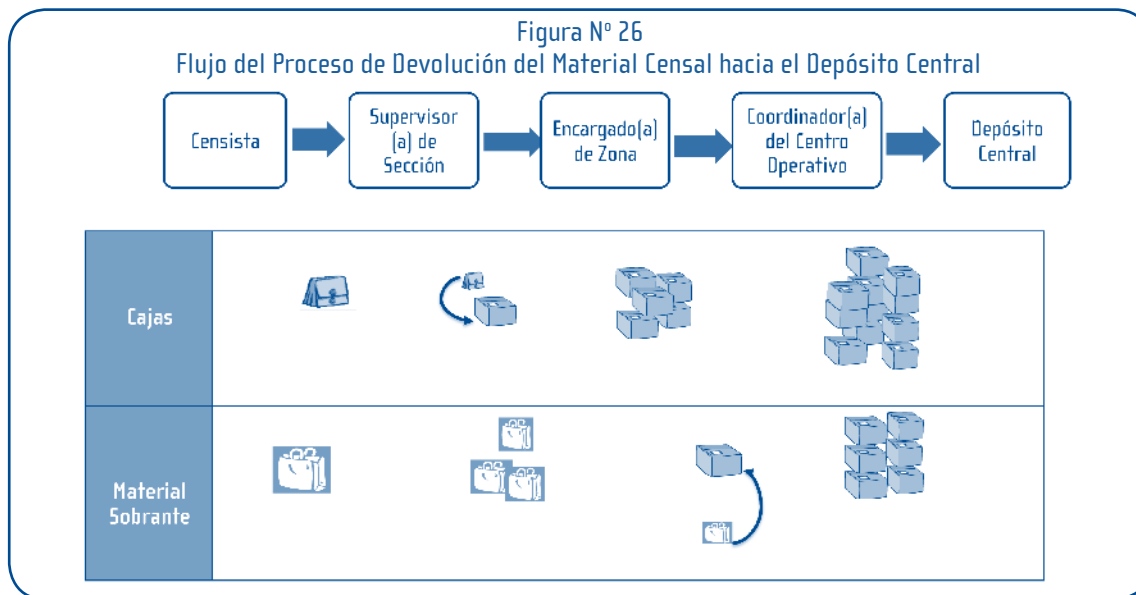 Figura Nº 26
Flujo del Proceso de Devolución del Material Censal hacia el Depósito Central
Censista
Supervisor
(a) de
Sección
Encargado(a)
de Zona
Coordinador(a)
del Centro
Operativo
Depósito
Central
Cajas
Material
Sobrante